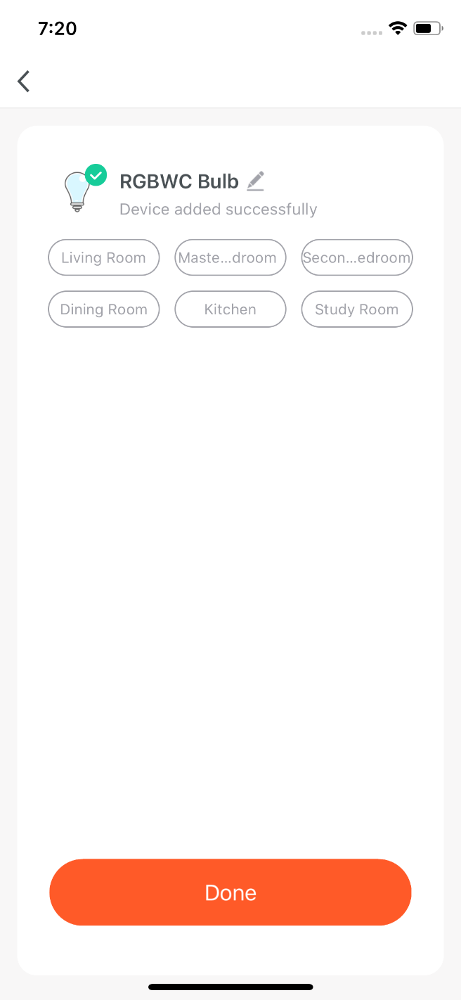 7:20
RGBWC Bulb
Device added successfully
Living Room
Maste...droom
Secon...edroom
Dining Room
Kitchen
Study Room
Done